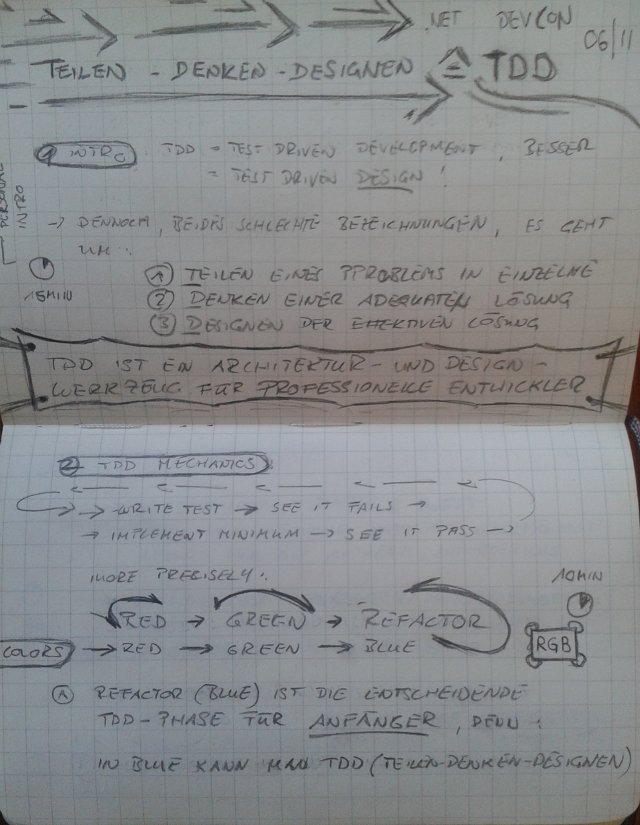 .NET DEVCON
06/11
TEILEN - DENKEN - DESIGNEN ≙ TDD
1 INTRO
TDD = TEST DRIVEN DEVELOPMENT, BESSER
= TEST DRIVEN DESIGN!
PERSONAL
INTRO
→ DENNOCH, BEIDES SCHLECHTE BEZEICHNUNGEN, ES GEHT
UM..
15MIN
1 TEILEN EINES PPROBLEMS IN EINZELNE
2 DENKEN EINER ADEQUATEN LÖSUNG
3 DESIGNEN DER EFFEKTIVEN LÖSUNG
TDD IST EIN ARCHITEKTUR- UND DESIGN-
WERKZEUG FÜR PROFESSIONELLE ENTWICKLER
2 TDD MECHANICS
→ WRITE TEST → SEE IT FAILS →
→ IMPLEMENT MINIMUM → SEE IT PASS →
MORE PRECISELY:
10MIN
RED → GREEN → REFACTOR
COLORS → RED → GREEN → BLUE
RGB
A REFACTOR (BLUE) IST DIE ENTSCHEIDENDE
TDD-PHASE FÜR ANFÄNGER, DENN:
IN BLUE KANN MAN TDD (TEILEN-DENKEN-DESIGNEN)